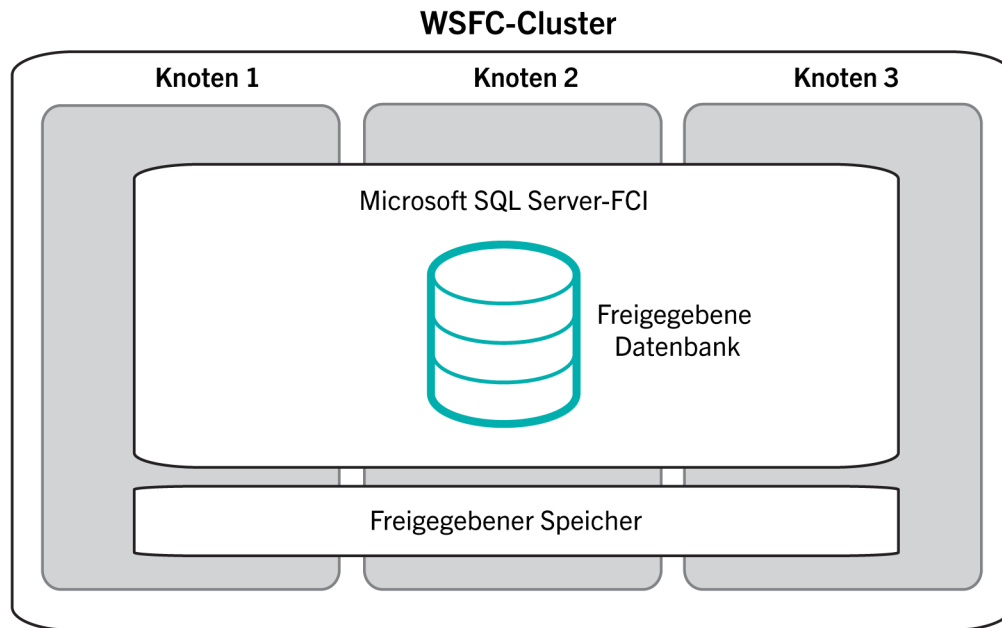 WSFC-Cluster
Knoten 1
Knoten 2
Knoten 3
Microsoft SQL Server-FCI
Freigegebene
Datenbank
Freigegebener Speicher